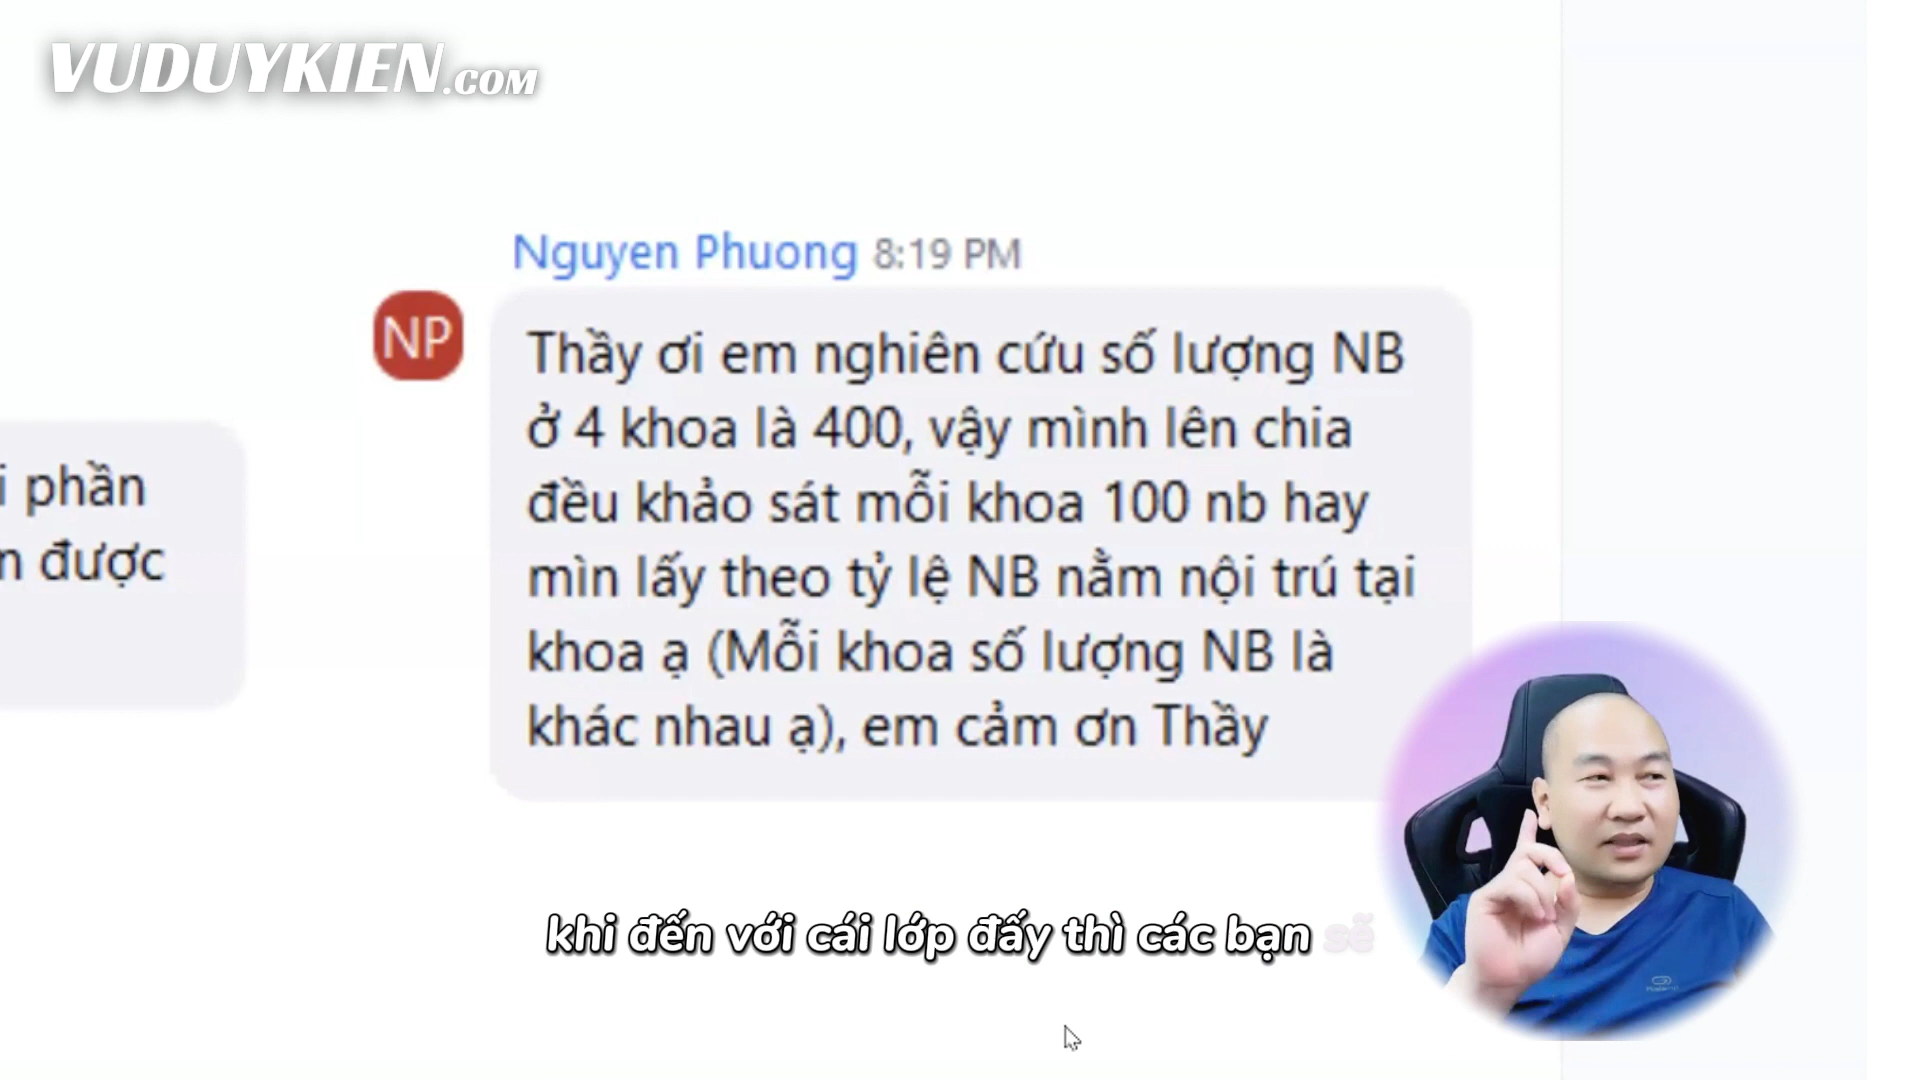 VUDUYKIEN.COM
Nguyen Phuong 8:19 PM
NP
Thầy ơi em nghiên cứu số lượng NB
ở 4 khoa là 400, vậy mình lên chia
đều khảo sát mỗi khoa 100 nb hay
mìn lấy theo tỷ lệ NB nằm nội trú tại
khoa ạ (Mỗi khoa số lượng NB là
khác nhau ạ), em cảm ơn Thầy
i phần
n được
khi đến với cái lớp đấy thì các bạn sẽ